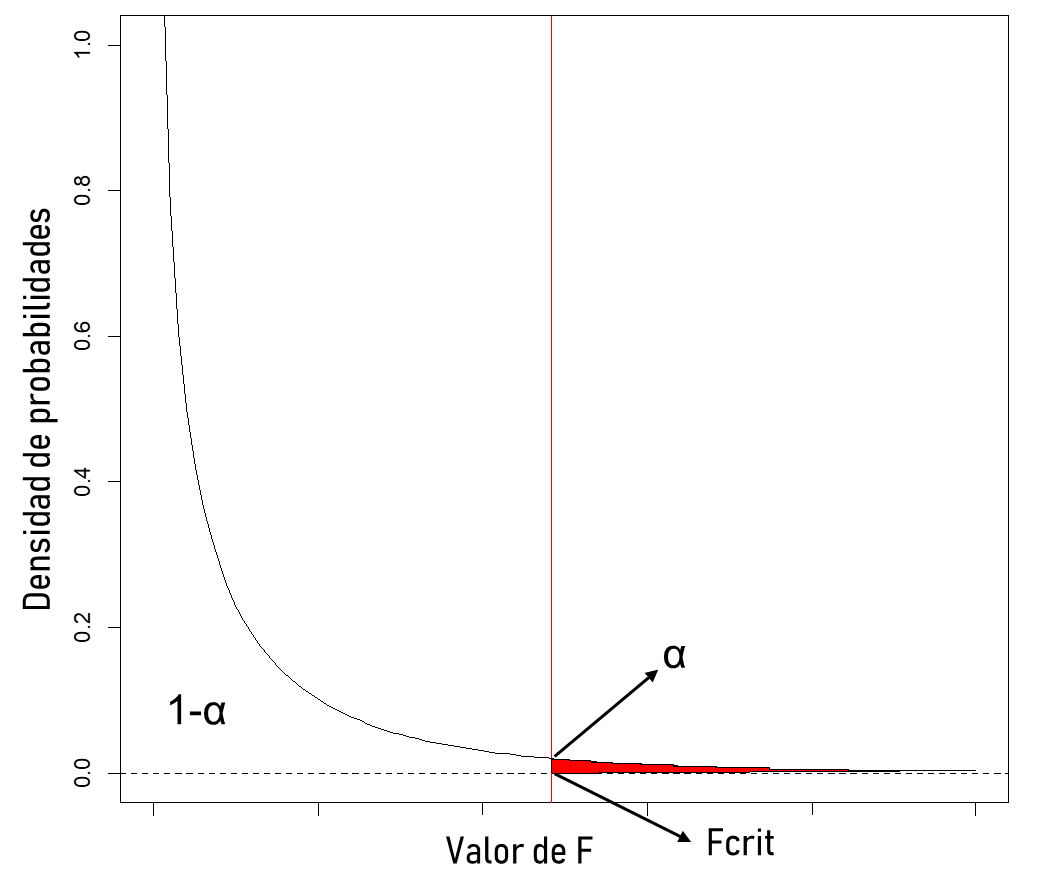 Densidad de probabilidades
1.0
0.8
0.6
0.4
0.2
0.0
1-α
α
Fcrit
Valor de F